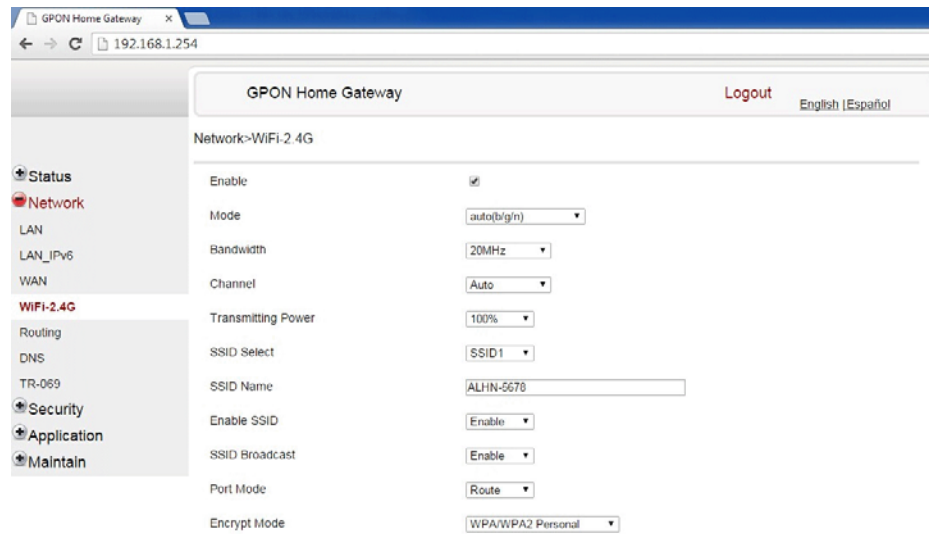 GPON Home Gateway
192.168.1.254
GPON Home Gateway Logout English | Español
Network>WiFi-2.4G
Status
Network
LAN
LAN_IPv6
WAN
WiFi-2.4G
Routing
DNS
TR-069
Security
Application
Maintain
Enable
Mode auto(b/g/n)
Bandwidth 20MHz
Channel Auto
Transmitting Power 100%
SSID Select SSID1
SSID Name ALHN-5678
Enable SSID Enable
SSID Broadcast Enable
Port Mode Route
Encrypt Mode WPA/WPA2 Personal